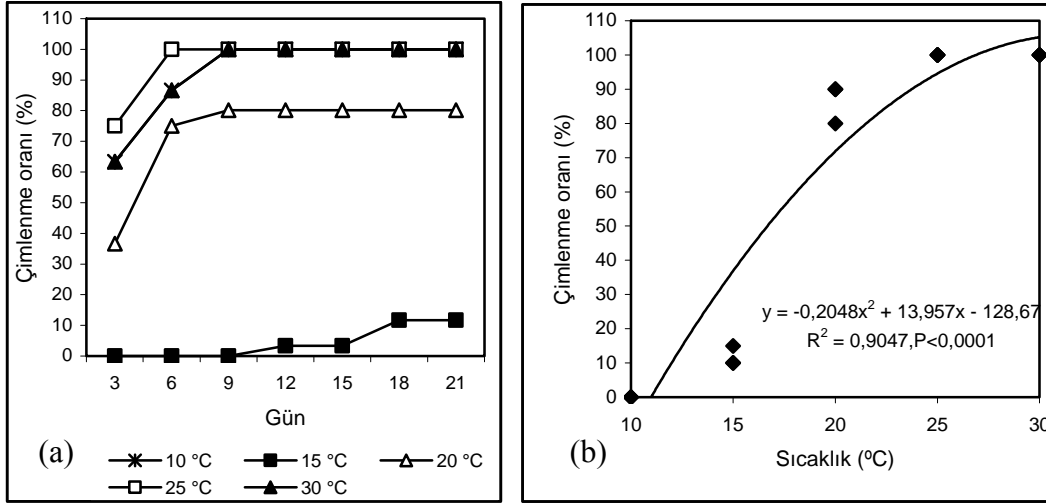 110
100
90
80
70
60
50
40
30
20
10
0
Çimlenme oranı (%)
3 6 9 12 15 18 21
Gün
(a)
10 °C 15 °C 20 °C
25 °C 30 °C
110
100
90
80
70
60
50
40
30
20
10
0
Çimlenme oranı (%)
y = -0,2048x² + 13,957x - 128,67
R² = 0,9047,P<0,0001
10 15 20 25 30
Sıcaklık (ºC)
(b)